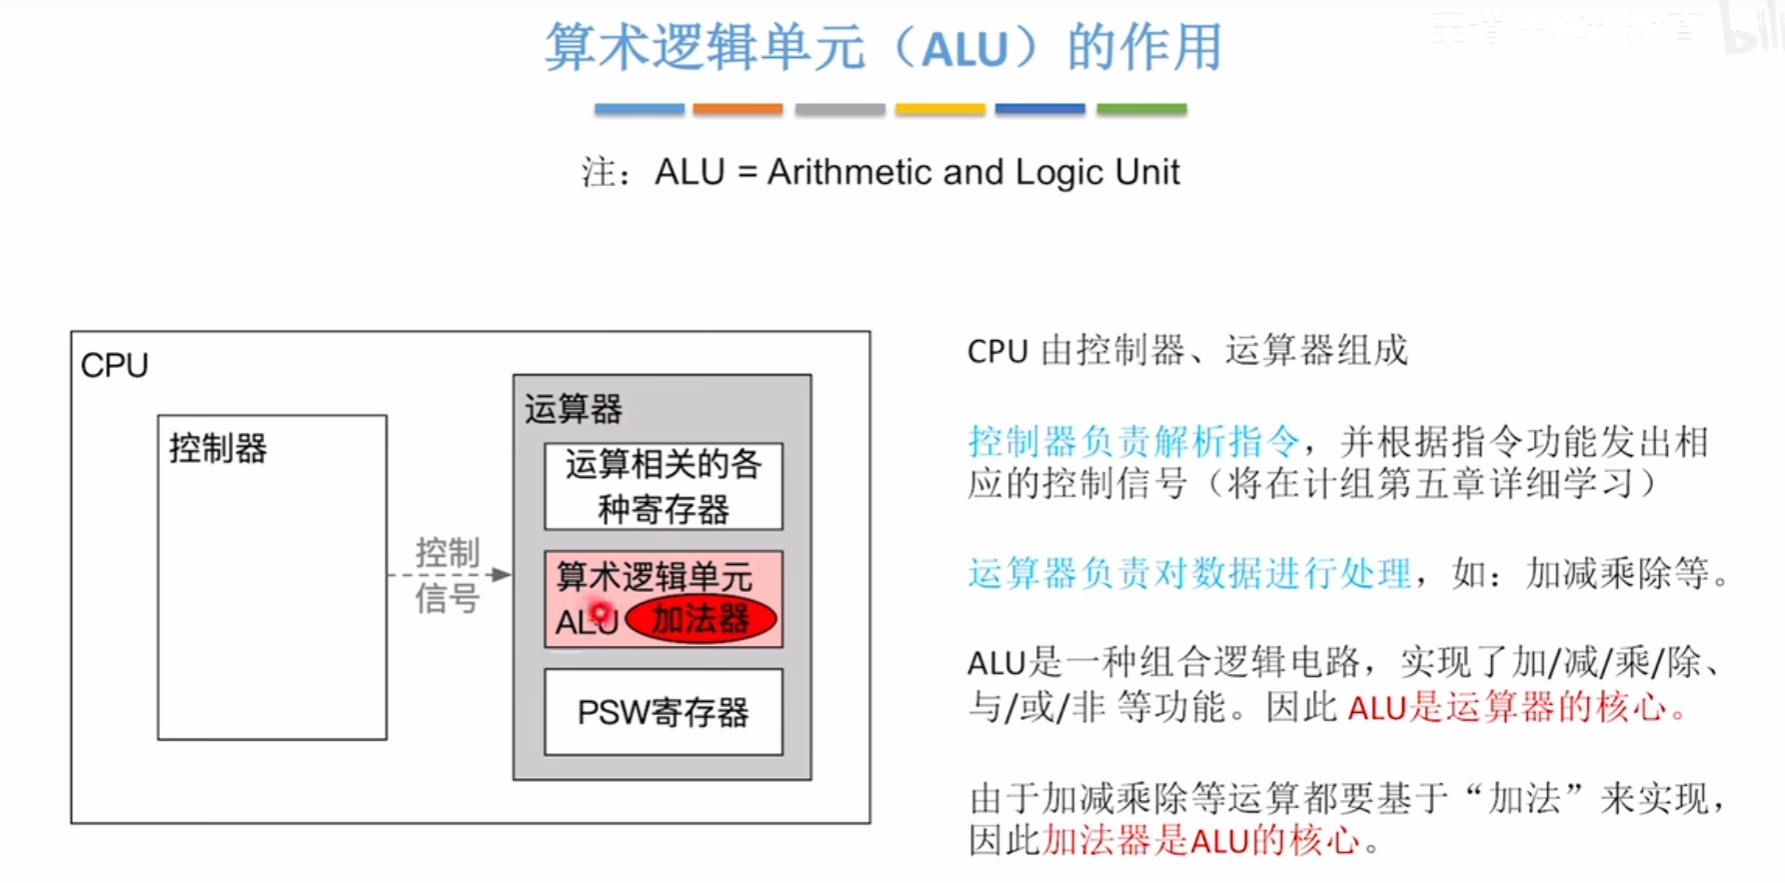 算术逻辑单元（ALU）的作用
注：ALU = Arithmetic and Logic Unit
CPU
控制器
控制
信号
运算器
运算相关的各
种寄存器
算术逻辑单元
ALU 加法器
PSW寄存器
CPU 由控制器、运算器组成
控制器负责解析指令，并根据指令功能发出相
应的控制信号（将在计组第五章详细学习）
运算器负责对数据进行处理，如：加减乘除等。
ALU是一种组合逻辑电路，实现了加/减/乘/除、
与/或/非 等功能。因此 ALU是运算器的核心。
由于加减乘除等运算都要基于“加法”来实现，
因此加法器是ALU的核心。